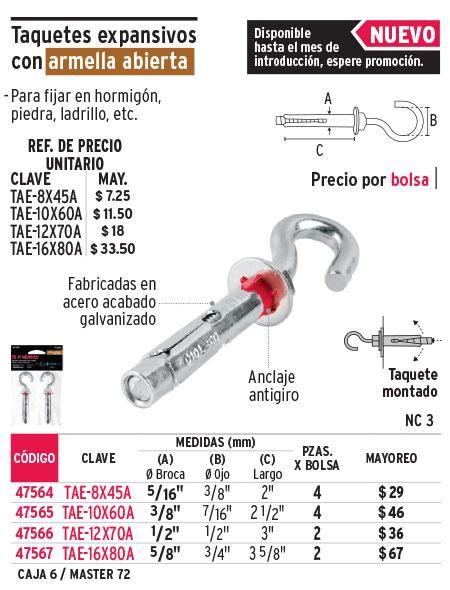 Taquetes expansivos
con armella abierta
Disponible
hasta el mes de
introducción, espere promoción.
NUEVO
-Para fijar en hormigón,
piedra, ladrillo, etc.
A
B
C
REF. DE PRECIO
UNITARIO
CLAVE MAY.
TAE-8X45A $ 7.25
TAE-10X60A $ 11.50
TAE-12X70A $ 18
TAE-16X80A $ 33.50
Precio por bolsa
Fabricadas en
acero acabado
galvanizado
Anclaje
antigiro
Taquete
montado
NC 3
CÓDIGO CLAVE MEDIDAS (mm) PZAS. X BOLSA MAYOREO
(A) Ø Broca (B) Ø Ojo (C) Largo
47564 TAE-8X45A 5/16" 3/8" 2" 4 $ 29
47565 TAE-10X60A 3/8" 7/16" 2 1/2" 4 $ 46
47566 TAE-12X70A 1/2" 1/2" 3" 2 $ 36
47567 TAE-16X80A 5/8" 3/4" 3 5/8" 2 $ 67
CAJA 6 / MASTER 72